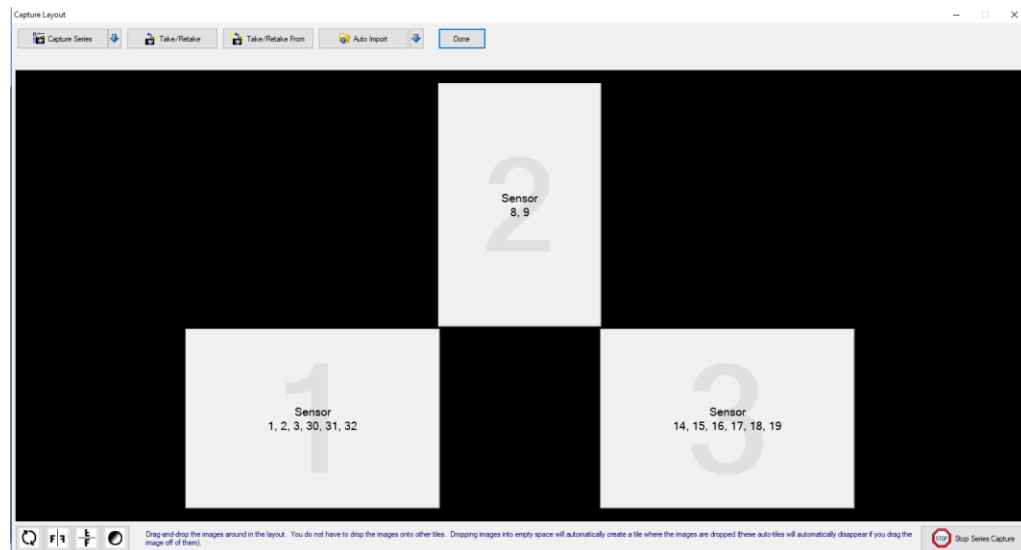 Capture Layout
Capture Series
Take/Retake
Take/Retake From
Auto Import
Done
2
Sensor
8, 9
1
Sensor
1, 2, 3, 30, 31, 32
3
Sensor
14, 15, 16, 17, 18, 19
Drag-and-drop the images around in the layout. You do not have to drop the images onto other tiles. Dropping images into empty space will automatically create a tile where the images are dropped (these auto-tiles will automatically disappear if you drag the
image off of them).
STOP
Stop Series Capture